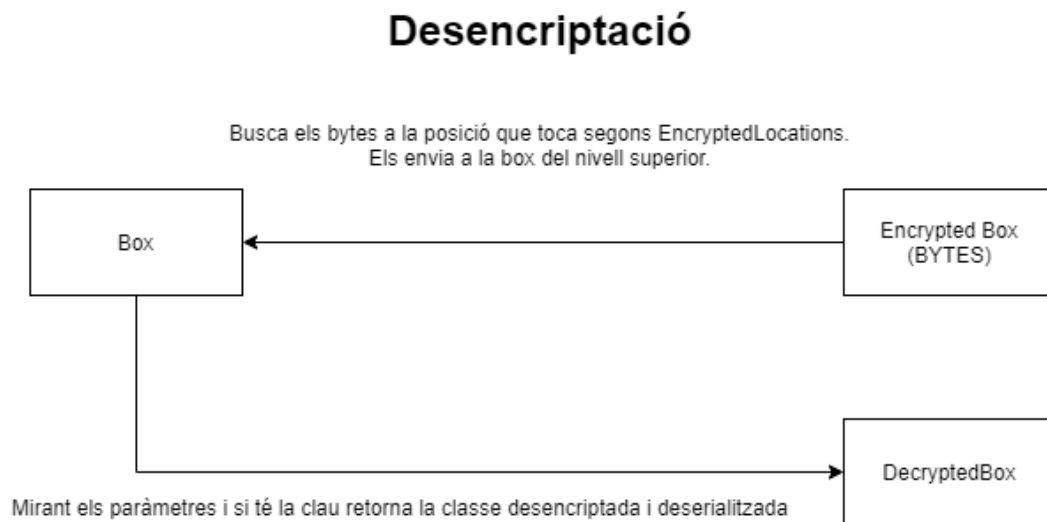 Desencriptació
Busca els bytes a la posició que toca segons EncryptedLocations.
Els envia a la box del nivell superior.
Box
Encrypted Box
(BYTES)
DecryptedBox
Mirant els paràmetres i si té la clau retorna la classe desencriptada i deserialitzada